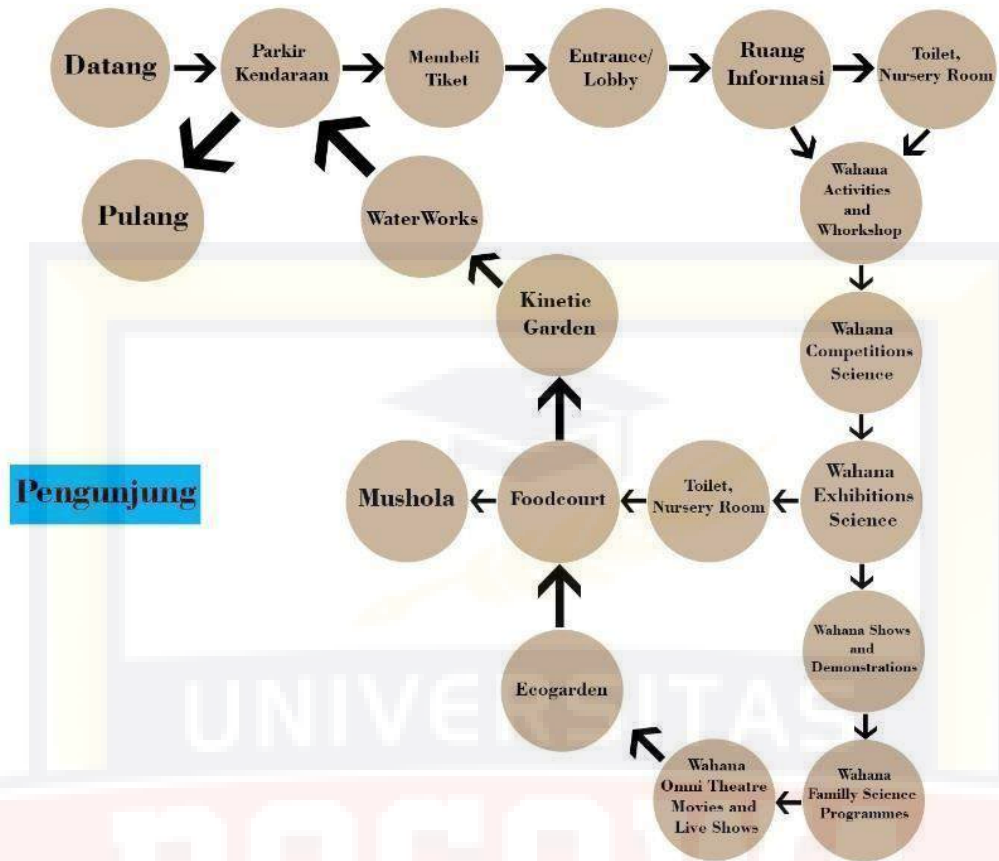 Datang
Parkir
Kendaraan
Membeli
Tiket
Entrance/
Lobby
Ruang
Informasi
Toilet,
Nursery Room
Wahana
Activities
and
Whorkshop
Pulang
WaterWorks
Kinetic
Garden
Wahana
Competitions
Science
Pengunjung
Mushola
Foodcourt
Toilet,
Nursery Room
Wahana
Exhibitions
Science
Wahana Shows
and
Demonstrations
Ecogarden
Wahana
Omni Theatre
Movies and
Live Shows
Wahana
Familly Science
Programmes
UNIVERSITAS